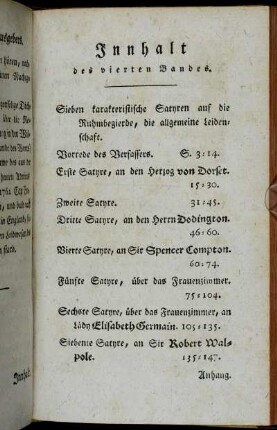 Innhalt
des vierten Bandes.
Sieben karakteristische Satyren auf die
Ruhmbegierde, die allgemeine Leiden-
schaft.
Vorrede des Verfassers. S. 3:14.
Erste Satyre, an den Herzog von Dorset.
15:30.
Zweite Satyre. 31:45.
Dritte Satyre, an den Herrn Dodington.
46:60.
Vierte Satyre, an Sir Spencer Compton.
60:74.
Fünfte Satyre, über das Frauenzimmer.
75:104.
Sechste Satyre, über das Frauenzimmer, an
Lady Elisabeth Germain. 105:135.
Siebente Satyre, an Sir Robert Wal-
pole. 135:147.
Anhang.